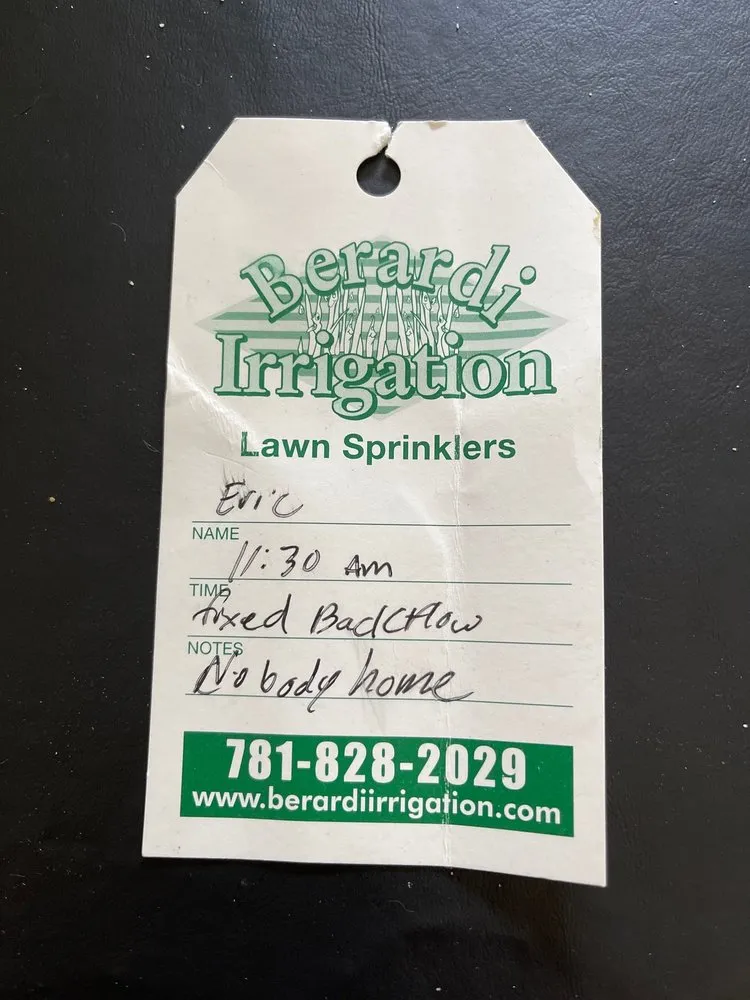 Berardi
Irrigation
Lawn Sprinklers
Eric
NAME
11:30 Am
TIME
fixed Backflow
NOTES
Nobody home
781-828-2029
www.berardiirrigation.com